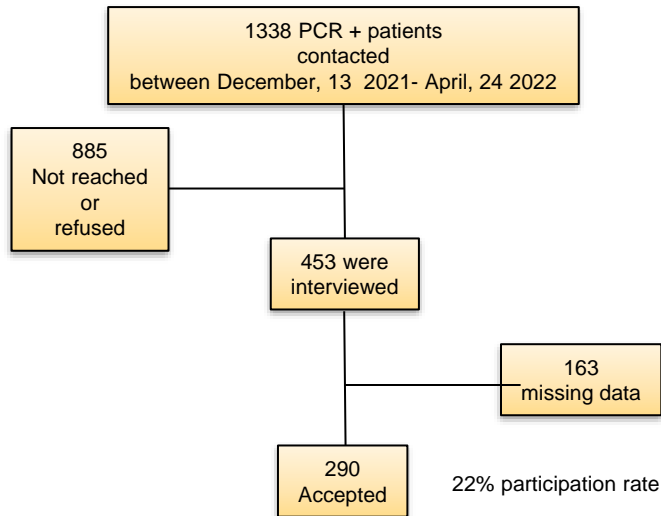 1338 PCR + patients
contacted
between December, 13 2021- April, 24 2022
885
Not reached
or
refused
453 were
interviewed
163
missing data
290
Accepted
22% participation rate